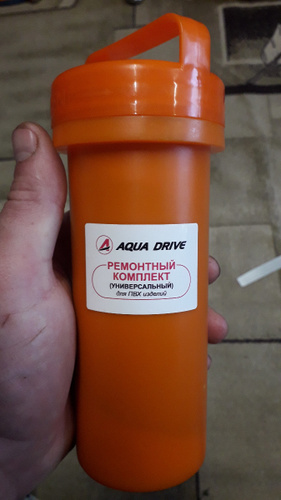 AQUA DRIVE
РЕМОНТНЫЙ
КОМПЛЕКТ
(УНИВЕРСАЛЬНЫЙ)
для ПВХ изделий